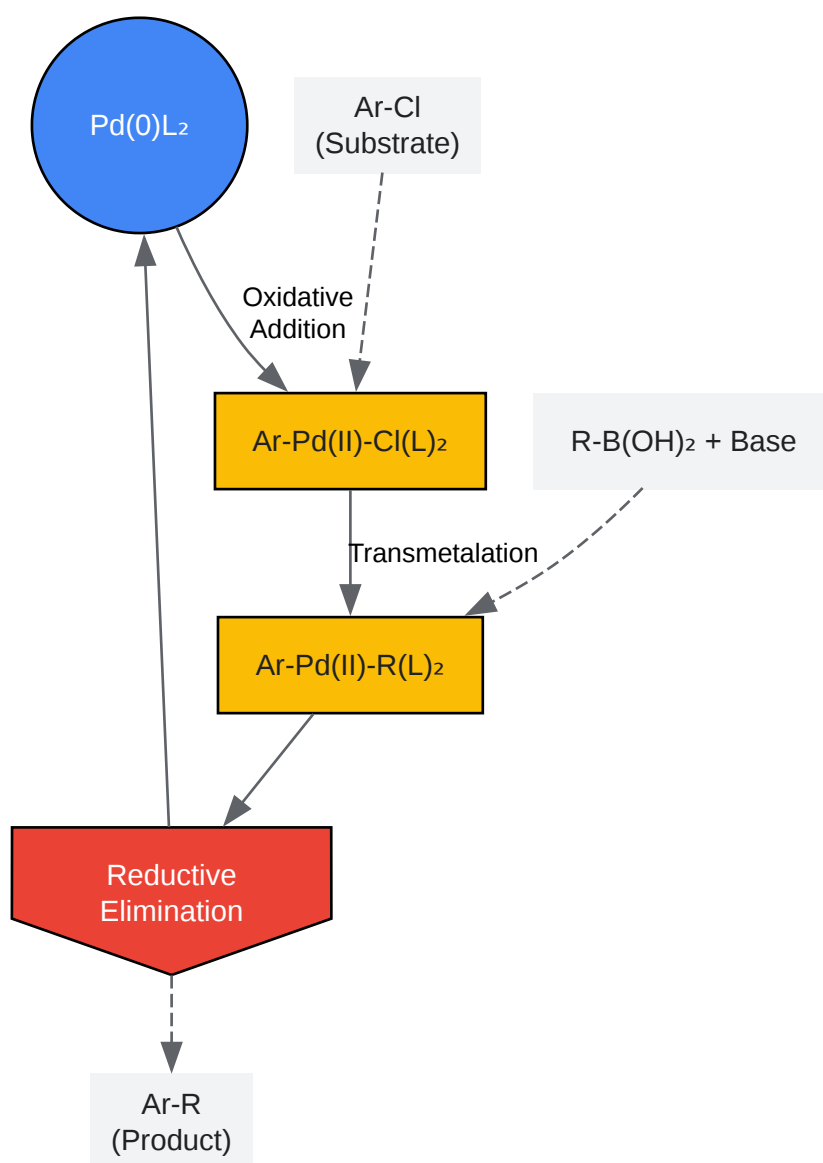 Pd(0)L₂
Ar-Cl
(Substrate)
Oxidative
Addition
Ar-Pd(II)-Cl(L)₂
R-B(OH)₂ + Base
Transmetalation
Ar-Pd(II)-R(L)₂
Reductive
Elimination
Ar-R
(Product)